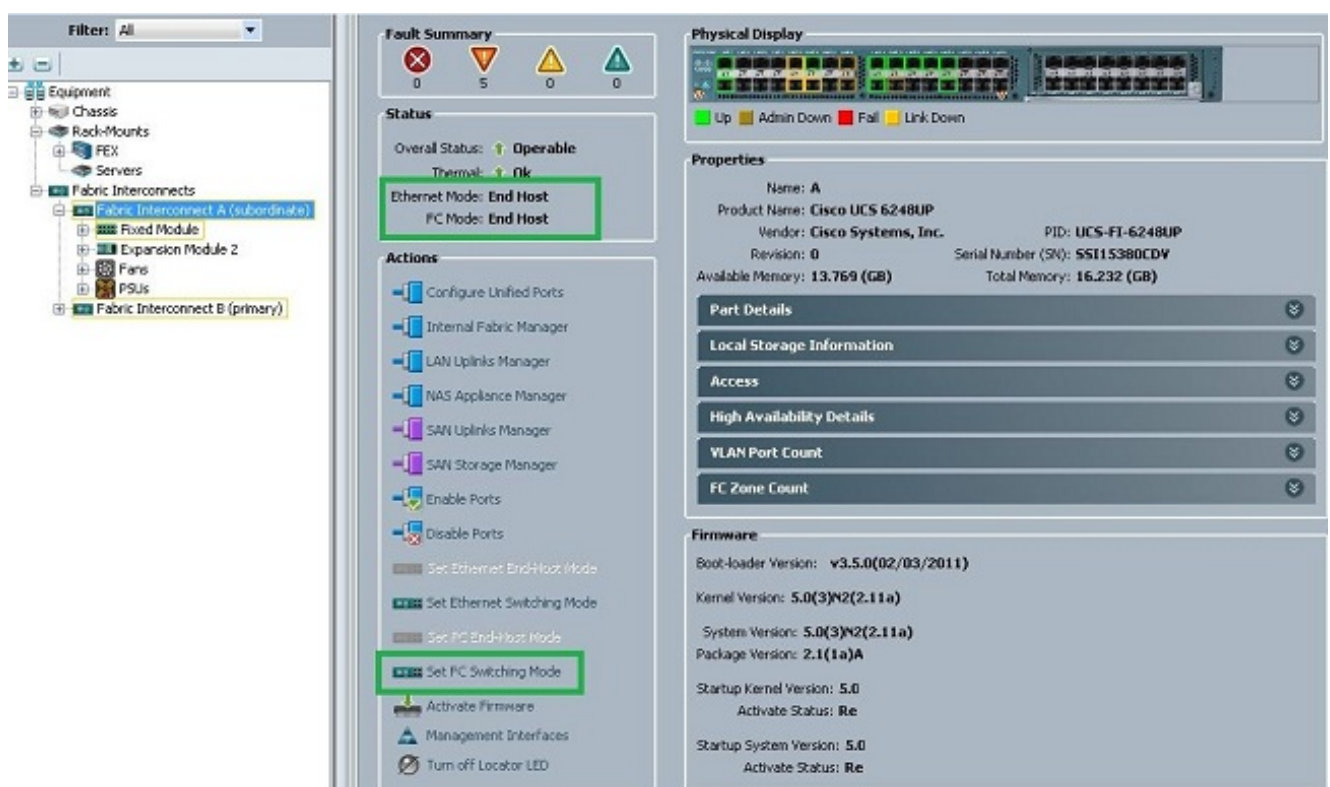 Filter: All
Equipment
Chassis
Rack-Mounts
FEX
Servers
Fabric Interconnects
Fabric Interconnect A (subordinate)
Fixed Module
Expansion Module 2
Fans
PSUs
Fabric Interconnect B (primary)
Fault Summary
0 5 0 0
Status
Overall Status: Operable
Thermal: Ok
Ethernet Mode: End Host
FC Mode: End Host
Actions
Configure Unified Ports
Internal Fabric Manager
LAN Uplinks Manager
NAS Appliance Manager
SAN Uplinks Manager
SAN Storage Manager
Enable Ports
Disable Ports
Set Ethernet End-Host Mode
Set Ethernet Switching Mode
Set FC End-Host Mode
Set FC Switching Mode
Activate Firmware
Management Interfaces
Turn off Locator LED
Physical Display
Up Admin Down Fail Link Down
Properties
Name: A
Product Name: Cisco UCS 6248UP
Vendor: Cisco Systems, Inc. PID: UCS-FI-6248UP
Revision: 0 Serial Number (SN): SSI15380CDV
Available Memory: 13.769 (GB) Total Memory: 16.232 (GB)
Part Details
Local Storage Information
Access
High Availability Details
VLAN Port Count
FC Zone Count
Firmware
Boot-loader Version: v3.5.0(02/03/2011)
Kernel Version: 5.0(3)N2(2.11a)
System Version: 5.0(3)N2(2.11a)
Package Version: 2.1(1a)A
Startup Kernel Version: 5.0
Activate Status: Re
Startup System Version: 5.0
Activate Status: Re